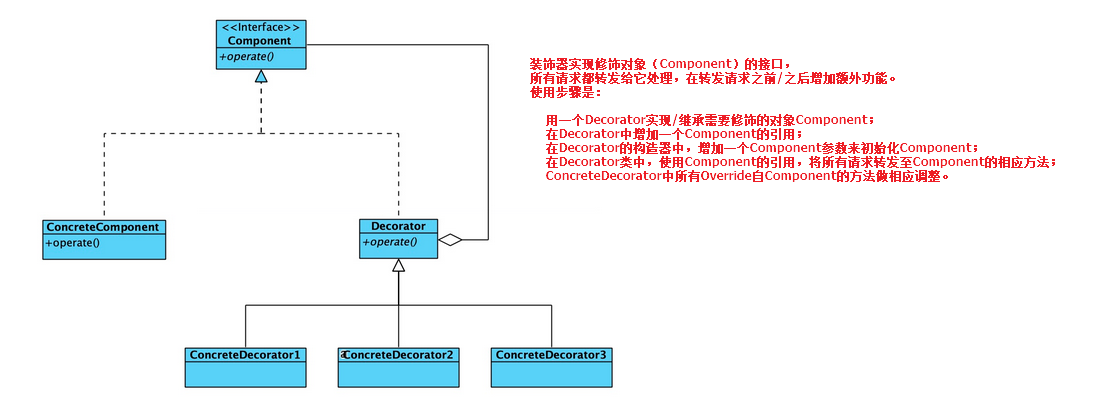 <<Interface>>
Component
+operate()
装饰器实现修饰对象（Component）的接口，
所有请求都转发给它处理，在转发请求之前/之后增加额外功能。
使用步骤是：
用一个Decorator实现/继承需要修饰的对象Component；
在Decorator中增加一个Component的引用；
在Decorator的构造器中，增加一个Component参数来初始化Component；
在Decorator类中，使用Component的引用，将所有请求转发至Component的相应方法；
ConcreteDecorator中所有Override自Component的方法做相应调整。
ConcreteComponent
+operate()
Decorator
+operate()
ConcreteDecorator1
ConcreteDecorator2
ConcreteDecorator3